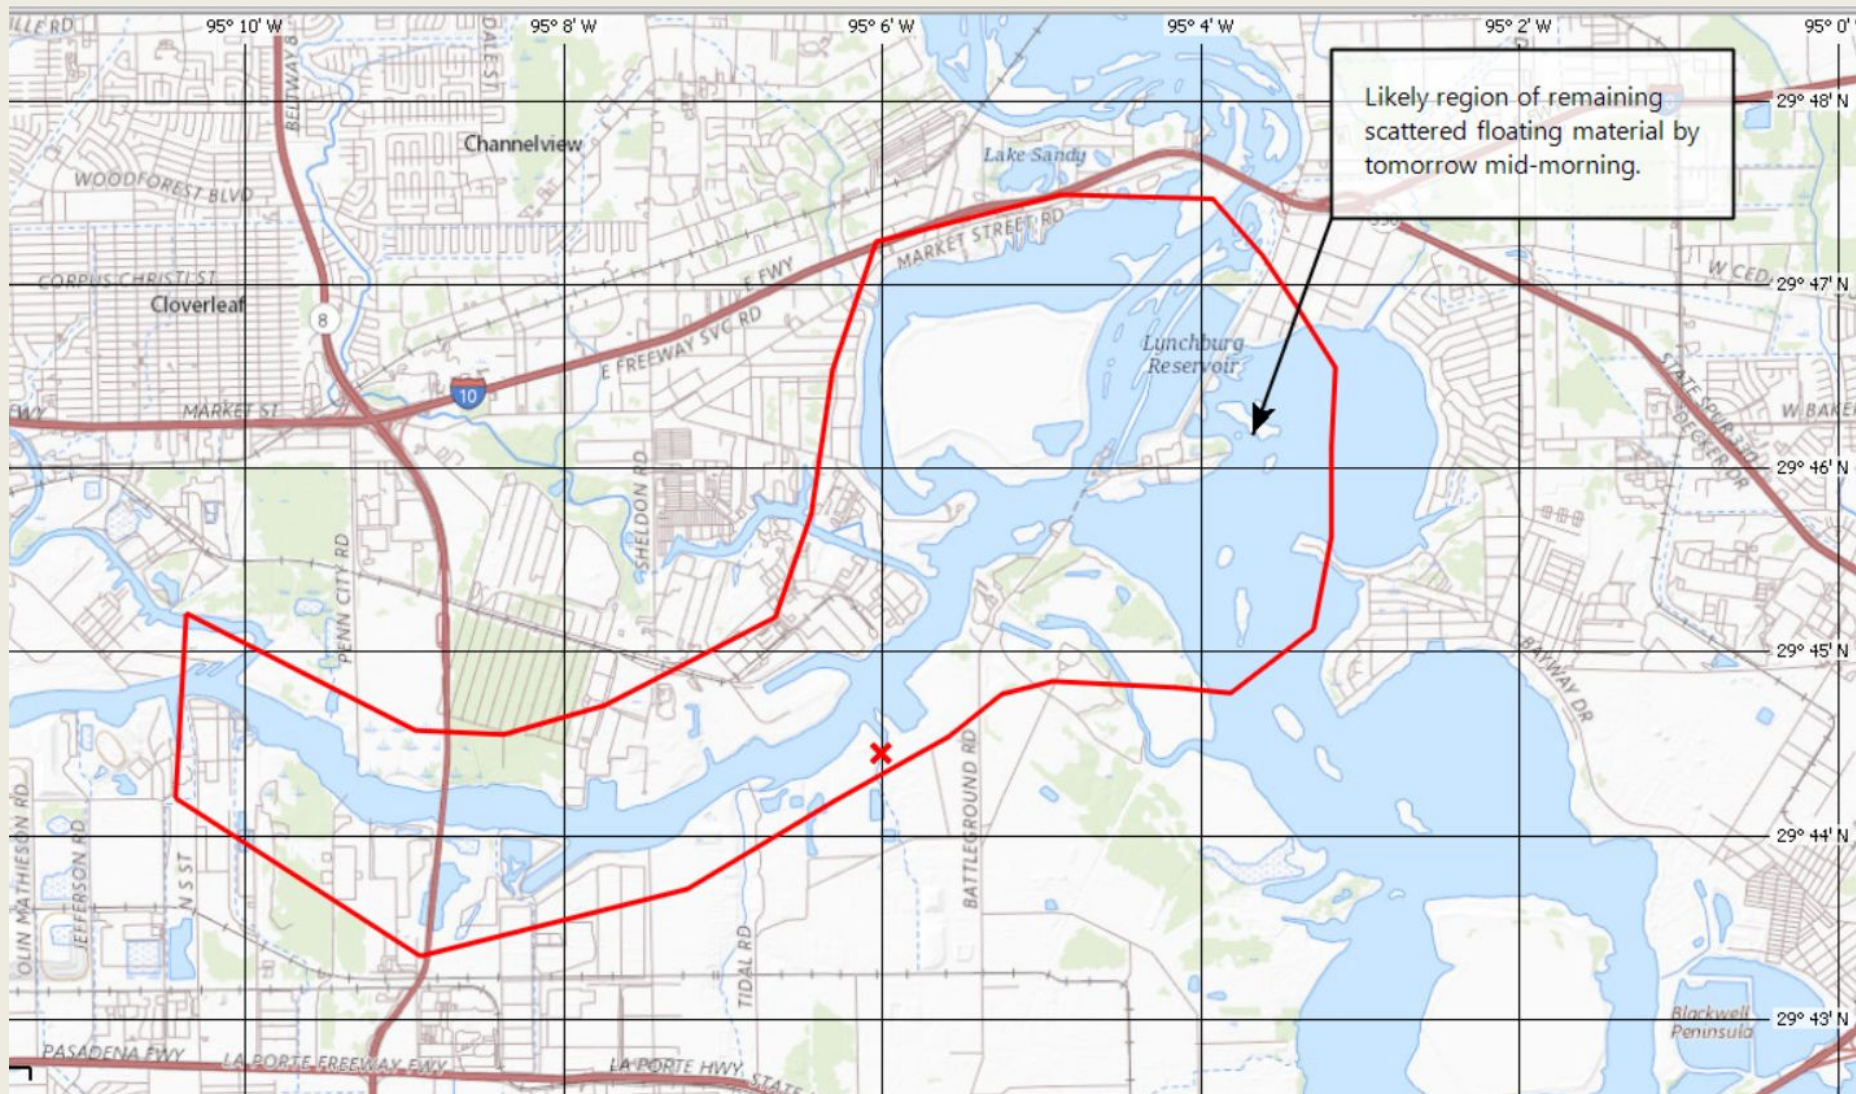 95° 10' W
95° 8' W
95° 6' W
95° 4' W
95° 2' W
95° 0'
BELTWAY 8
Likely region of remaining
scattered floating material by
tomorrow mid-morning.
29° 48' N
Channelview
Lake Sandy
WOODFOREST BLVD
MARKET STREET RD
E FWY
W CED
CORPUS CHRISTI ST
29° 47' N
Cloverleaf
8
E FREEWAY SVC RD
Lynchburg
Reservoir
STATE SPUR 330
DECKER DR
10
MARKET ST
W BAKE
29° 46' N
SHELDON RD
PENN CITY RD
29° 45' N
BAYWAY DR
BATTLEGROUND RD
29° 44' N
OLIN MATHIESON RD
JEFFERSON RD
N S ST
TIDAL RD
29° 43' N
Blackwell
Peninsula
PASADENA FWY
LA PORTE FREEWAY FWY
LA PORTE HWY
STATE